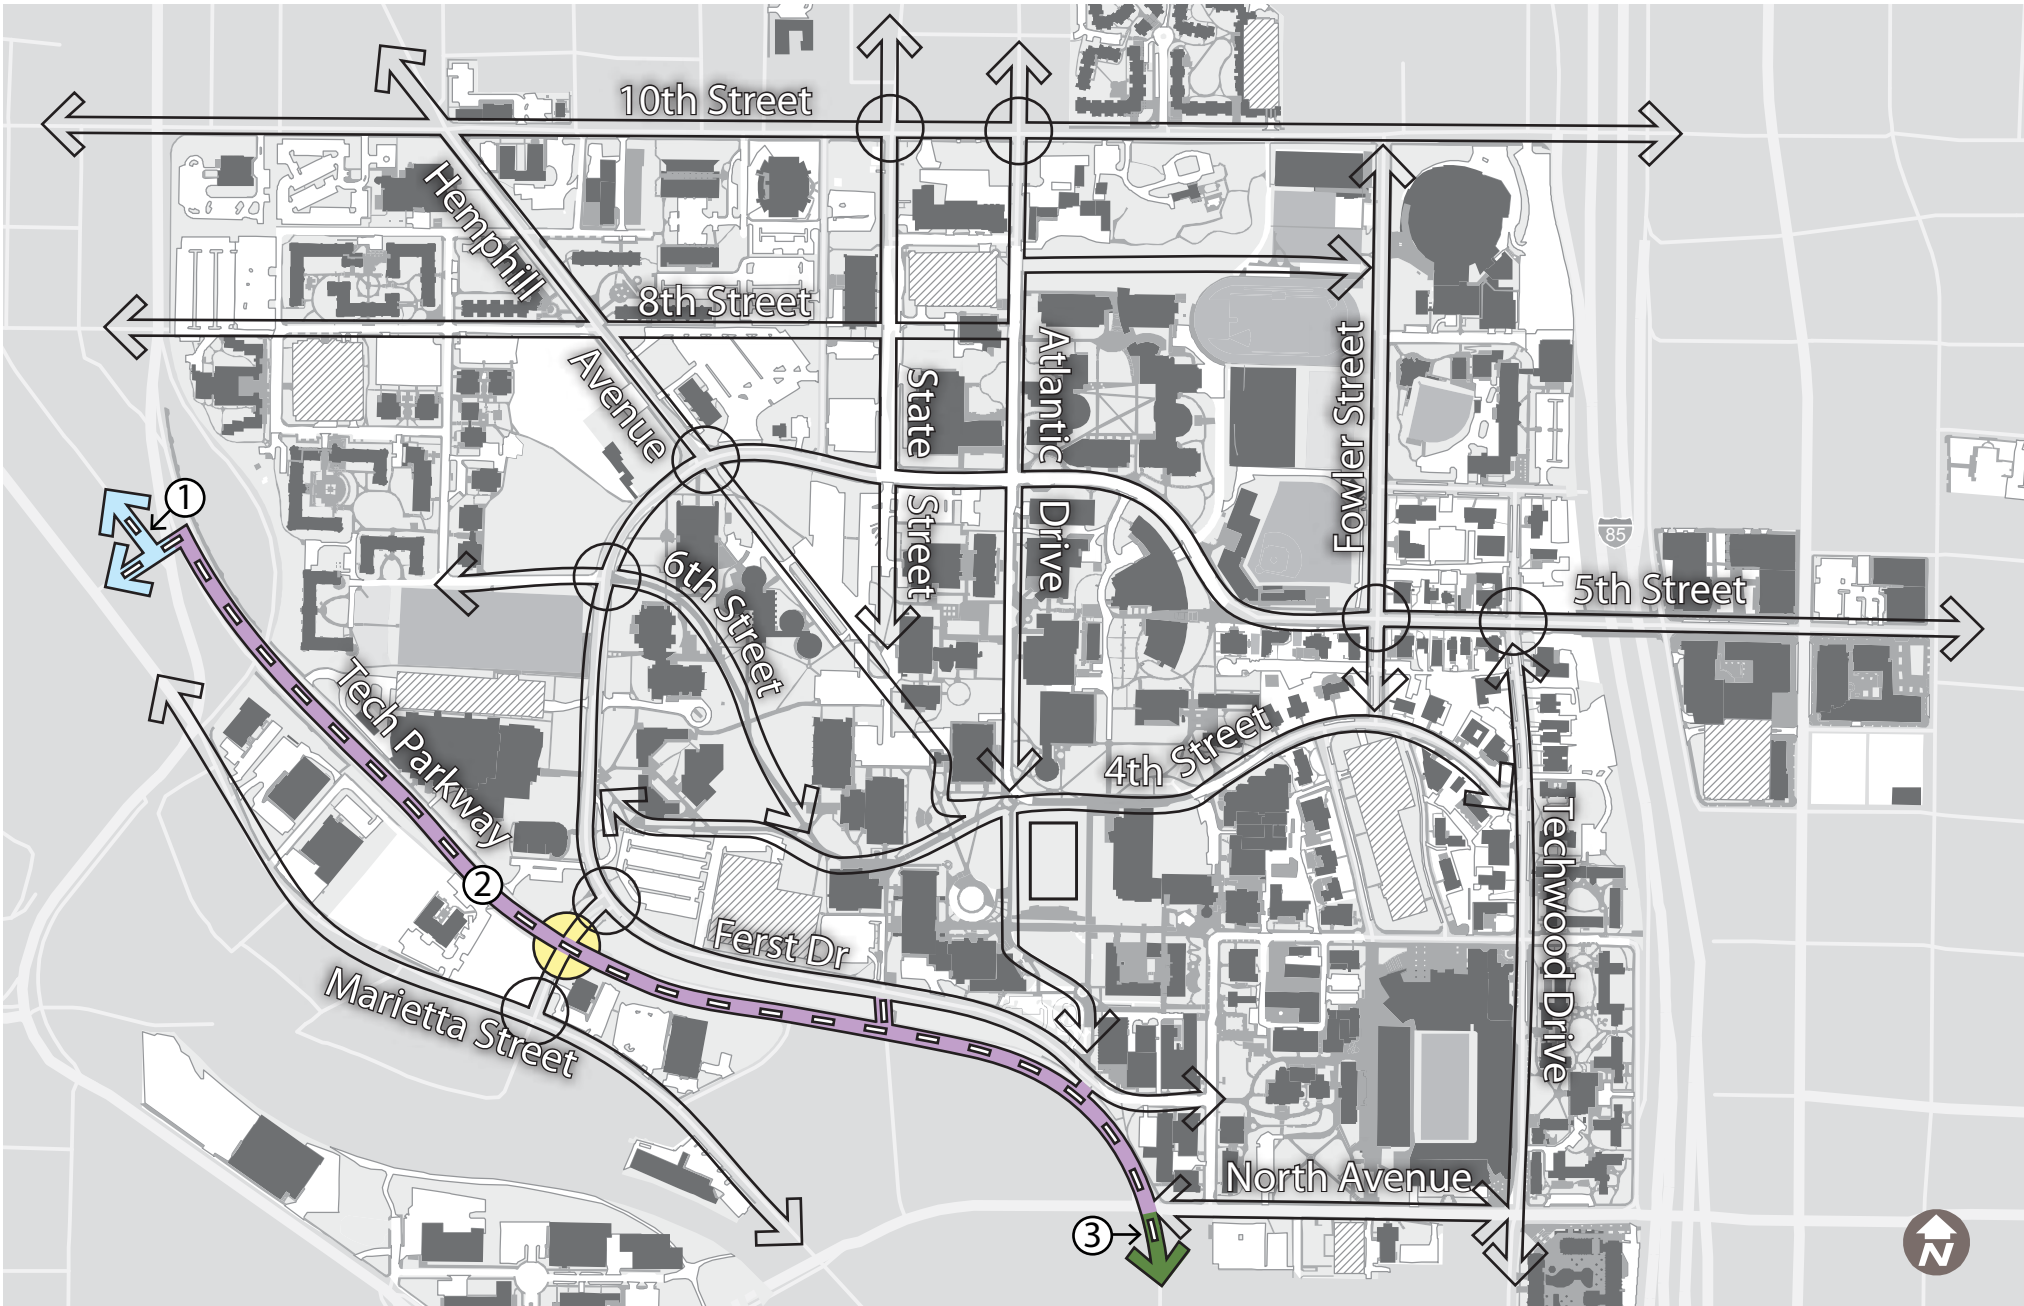 10th Street
Hemphill
Avenue
8th Street
State
Street
Atlantic
Drive
Fowler Street
85
1
6th Street
5th Street
Tech Parkway
4th Street
2
Ferst Dr
Techwood Drive
Marietta Street
North Avenue
3
N